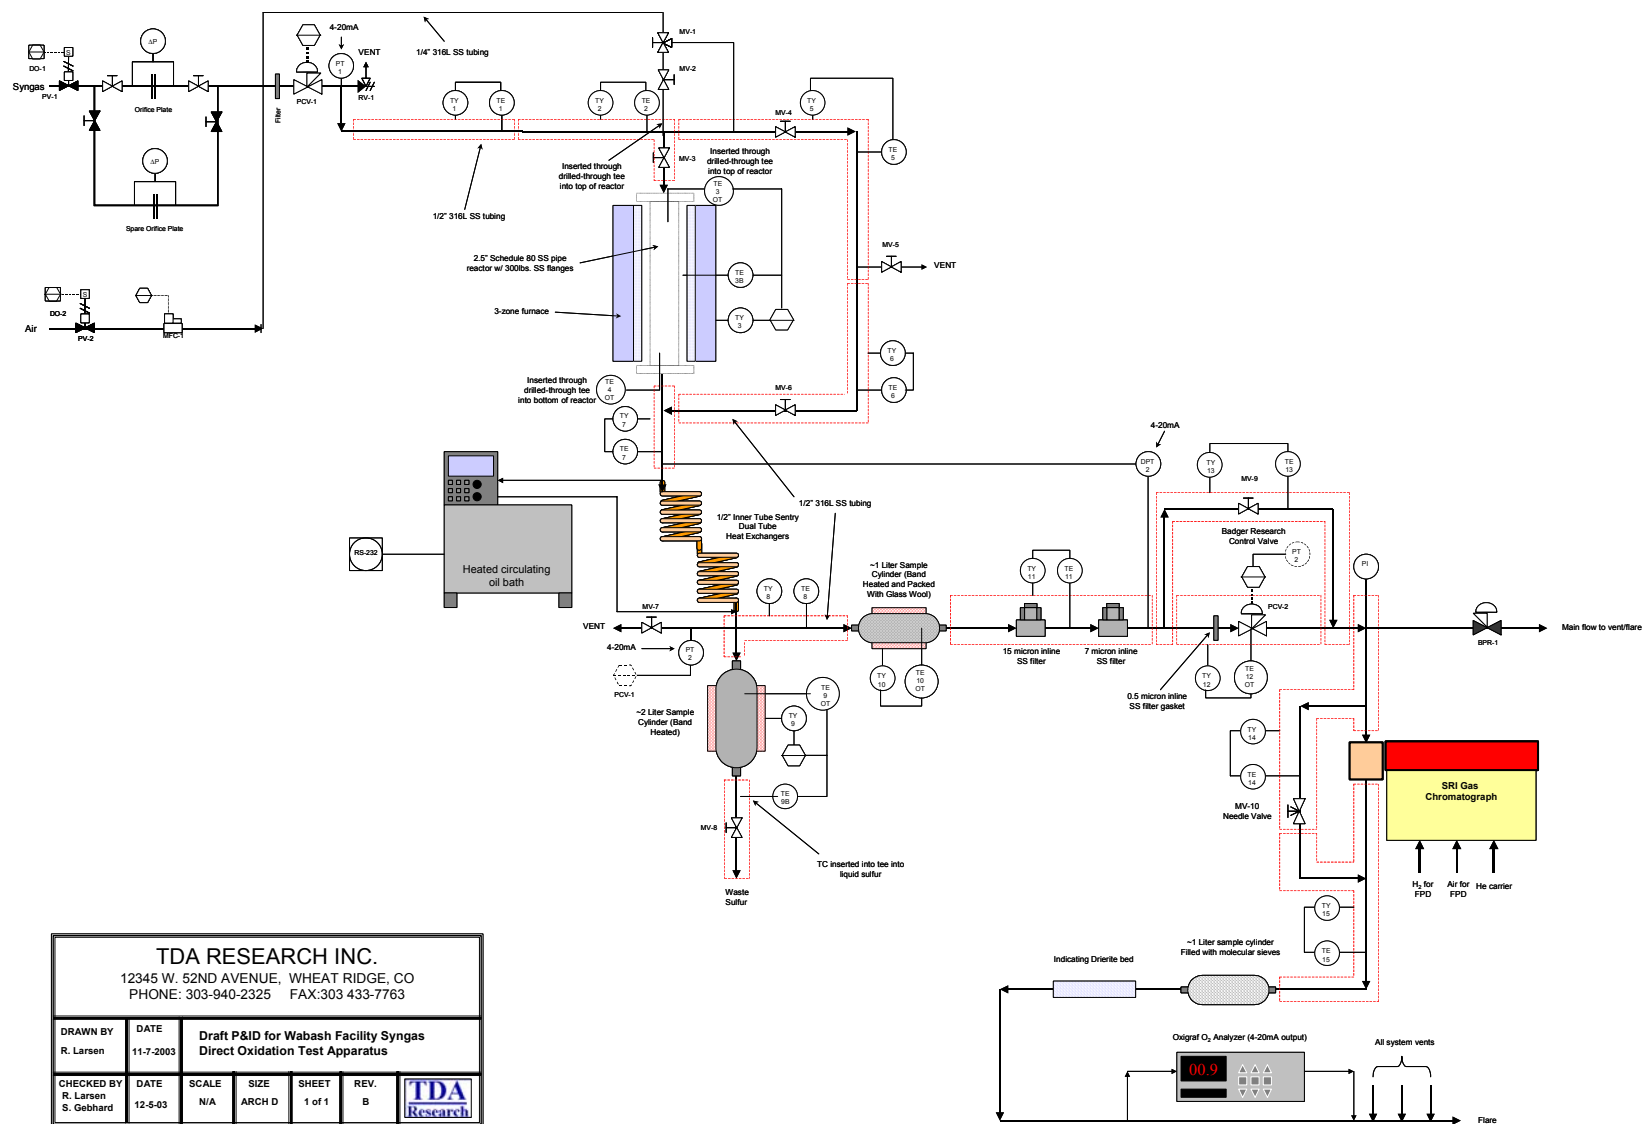 4-20mA
MV-1
ΔP
VENT
1/4" 316L SS tubing
S
PT
1
DO-1
MV-2
Syngas
PV-1
Orifice Plate
Filter
PCV-1
RV-1
TY
1
TE
1
TY
2
TE
2
TY
5
MV-4
ΔP
TE
5
Inserted through
drilled-through tee
into top of reactor
MV-3
Inserted through
drilled-through tee
into top of reactor
TE
3
OT
1/2" 316L SS tubing
Spare Orifice Plate
MV-5
VENT
2.5" Schedule 80 SS pipe
reactor w/ 300lbs. SS flanges
TE
3B
S
DO-2
3-zone furnace
TY
3
Air
PV-2
MFC-1
TY
6
Inserted through
drilled-through tee
into bottom of reactor
TE
4
OT
MV-6
TE
6
TY
7
TE
7
4-20mA
DPT
2
TY
13
TE
13
MV-9
1/2" 316L SS tubing
1/2" Inner Tube Sentry
Dual Tube
Heat Exchangers
Badger Research
Control Valve
PT
2
RS-232
Heated circulating
oil bath
~1 Liter Sample
Cylinder (Band
Heated and Packed
With Glass Wool)
TY
11
TE
11
PI
TY
8
TE
8
MV-7
VENT
PCV-2
Main flow to vent/flare
BPR-1
4-20mA
PT
2
15 micron inline
SS filter
7 micron inline
SS filter
PCV-1
TY
10
TE
10
OT
TY
12
TE
12
OT
0.5 micron inline
SS filter gasket
~2 Liter Sample
Cylinder (Band
Heated)
TE
9
OT
TY
9
TY
14
TE
14
TE
9B
SRI Gas
Chromatograph
MV-10
Needle Valve
MV-8
TC inserted into tee into
liquid sulfur
Waste
Sulfur
H2 for
FPD
Air for
FPD
He carrier
TY
15
TE
15
~1 Liter sample cylinder
Filled with molecular sieves
Indicating Drierite bed
Oxigraf O2 Analyzer (4-20mA output)
All system vents
00.9
Flare
TDA RESEARCH INC.
12345 W. 52ND AVENUE, WHEAT RIDGE, CO
PHONE: 303-940-2325 FAX:303 433-7763
DRAWN BY
R. Larsen
DATE
11-7-2003
Draft P&ID for Wabash Facility Syngas
Direct Oxidation Test Apparatus
CHECKED BY
R. Larsen
S. Gebhard
DATE
12-5-03
SCALE
N/A
SIZE
ARCH D
SHEET
1 of 1
REV.
B
TDA
Research